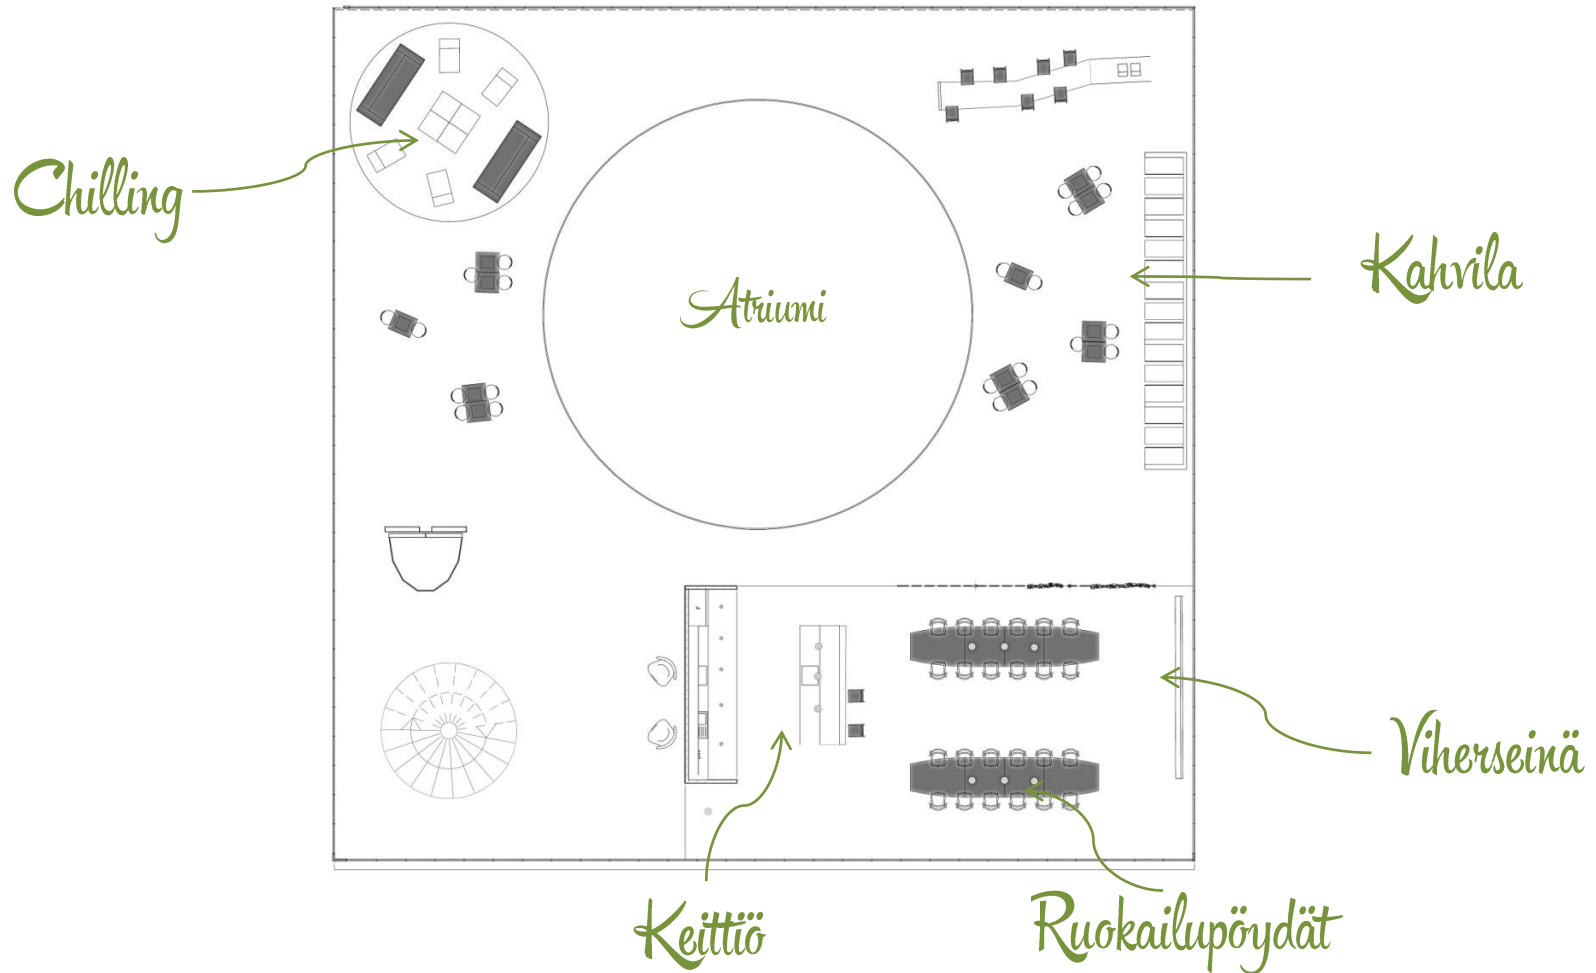 Chilling
Kahvila
Atriumi
Viherseinä
Keittiö
Ruokailupöydät